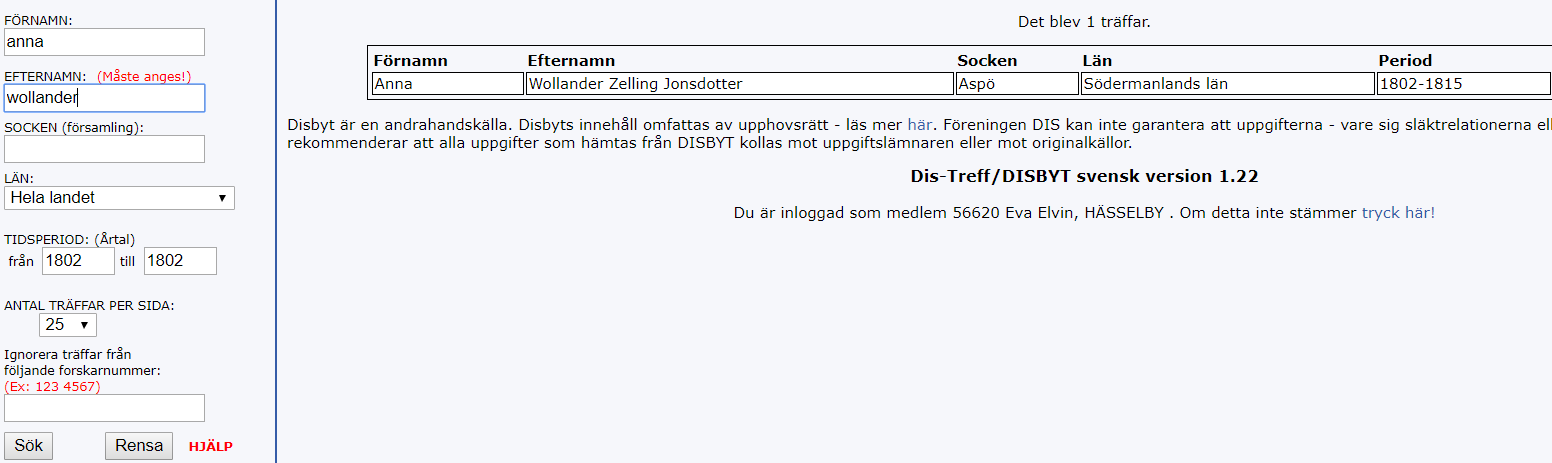 FÖRNAMN:
anna
EFTERNAMN: (Måste anges!)
wollander
SOCKEN (församling):
LÄN:
Hela landet
TIDSPERIOD: (Årtal)
från 1802 till 1802
ANTAL TRÄFFAR PER SIDA:
25
Ignorera träffar från
följande forskarnummer:
(Ex: 123 4567)
Sök Rensa HJÄLP
Det blev 1 träffar.
Förnamn Efternamn Socken Län Period
Anna Wollander Zelling Jonsdotter Aspö Södermanlands län 1802-1815
Disbyt är en andrahandskälla. Disbyts innehåll omfattas av upphovsrätt - läs mer här. Föreningen DIS kan inte garantera att uppgifterna - vare sig släktrelationerna
rekommenderar att alla uppgifter som hämtas från DISBYT kollas mot uppgiftslämnaren eller mot originalkällor.
Dis-Treff/DISBYT svensk version 1.22
Du är inloggad som medlem 56620 Eva Elvin, HÄSSELBY . Om detta inte stämmer tryck här!